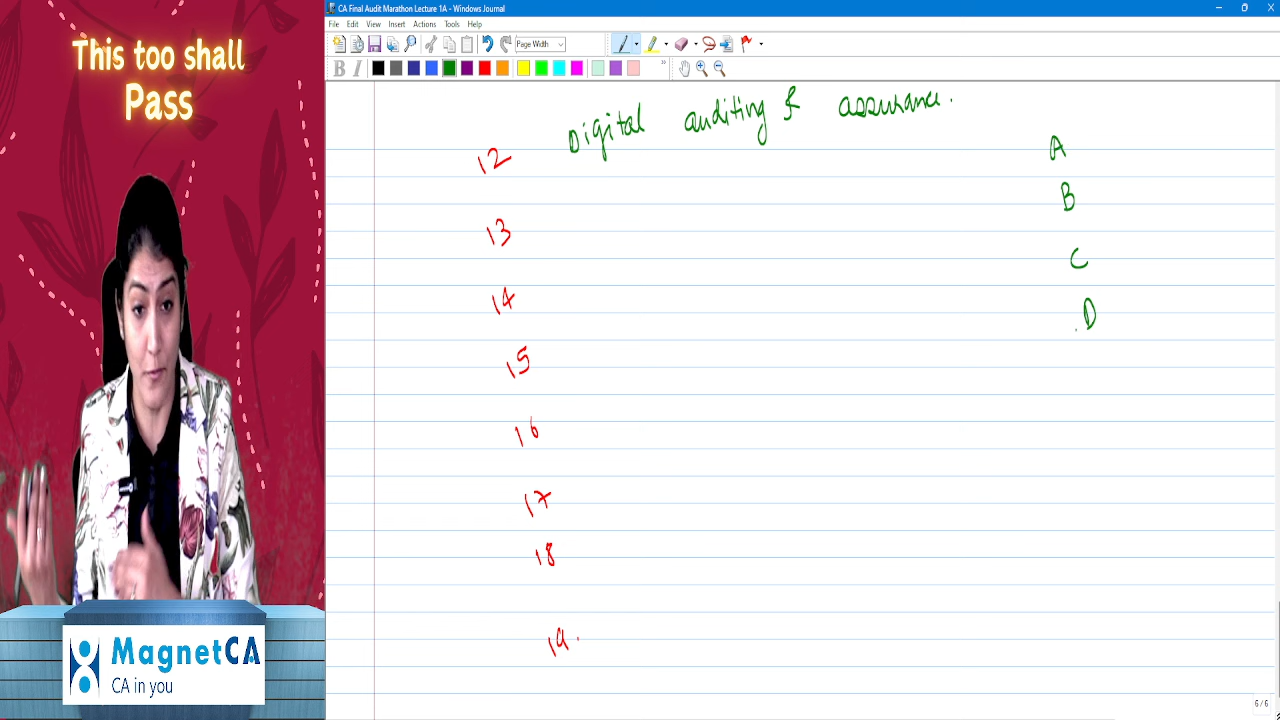 This too shall
Pass
CA Final Audit Marathon Lecture 1A - Windows Journal
File Edit View Insert Actions Tools Help
Page Width
B I
Digital auditing & assurance.
12
13
14
15
16
17
18
19.
A
B
C
D
MagnetCA
CA in you
6 / 6